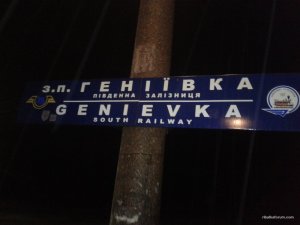 з.п. ГЕНІЇВКА
ПІВДЕННА ЗАЛІЗНИЦЯ
GENIEVKA
SOUTH RAILWAY